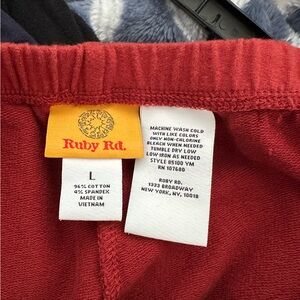 Ruby Rd.
L
96% COTTON
4% SPANDEX
MADE IN
VIETNAM
MACHINE WASH COLD
WITH LIKE COLORS
ONLY NON-CHLORINE
BLEACH WHEN NEEDED
TUMBLE DRY LOW
LOW IRON AS NEEDED
STYLE 85100 YM
RN 107680
RUBY RD.
1333 BROADWAY
NEW YORK, NY, 10018